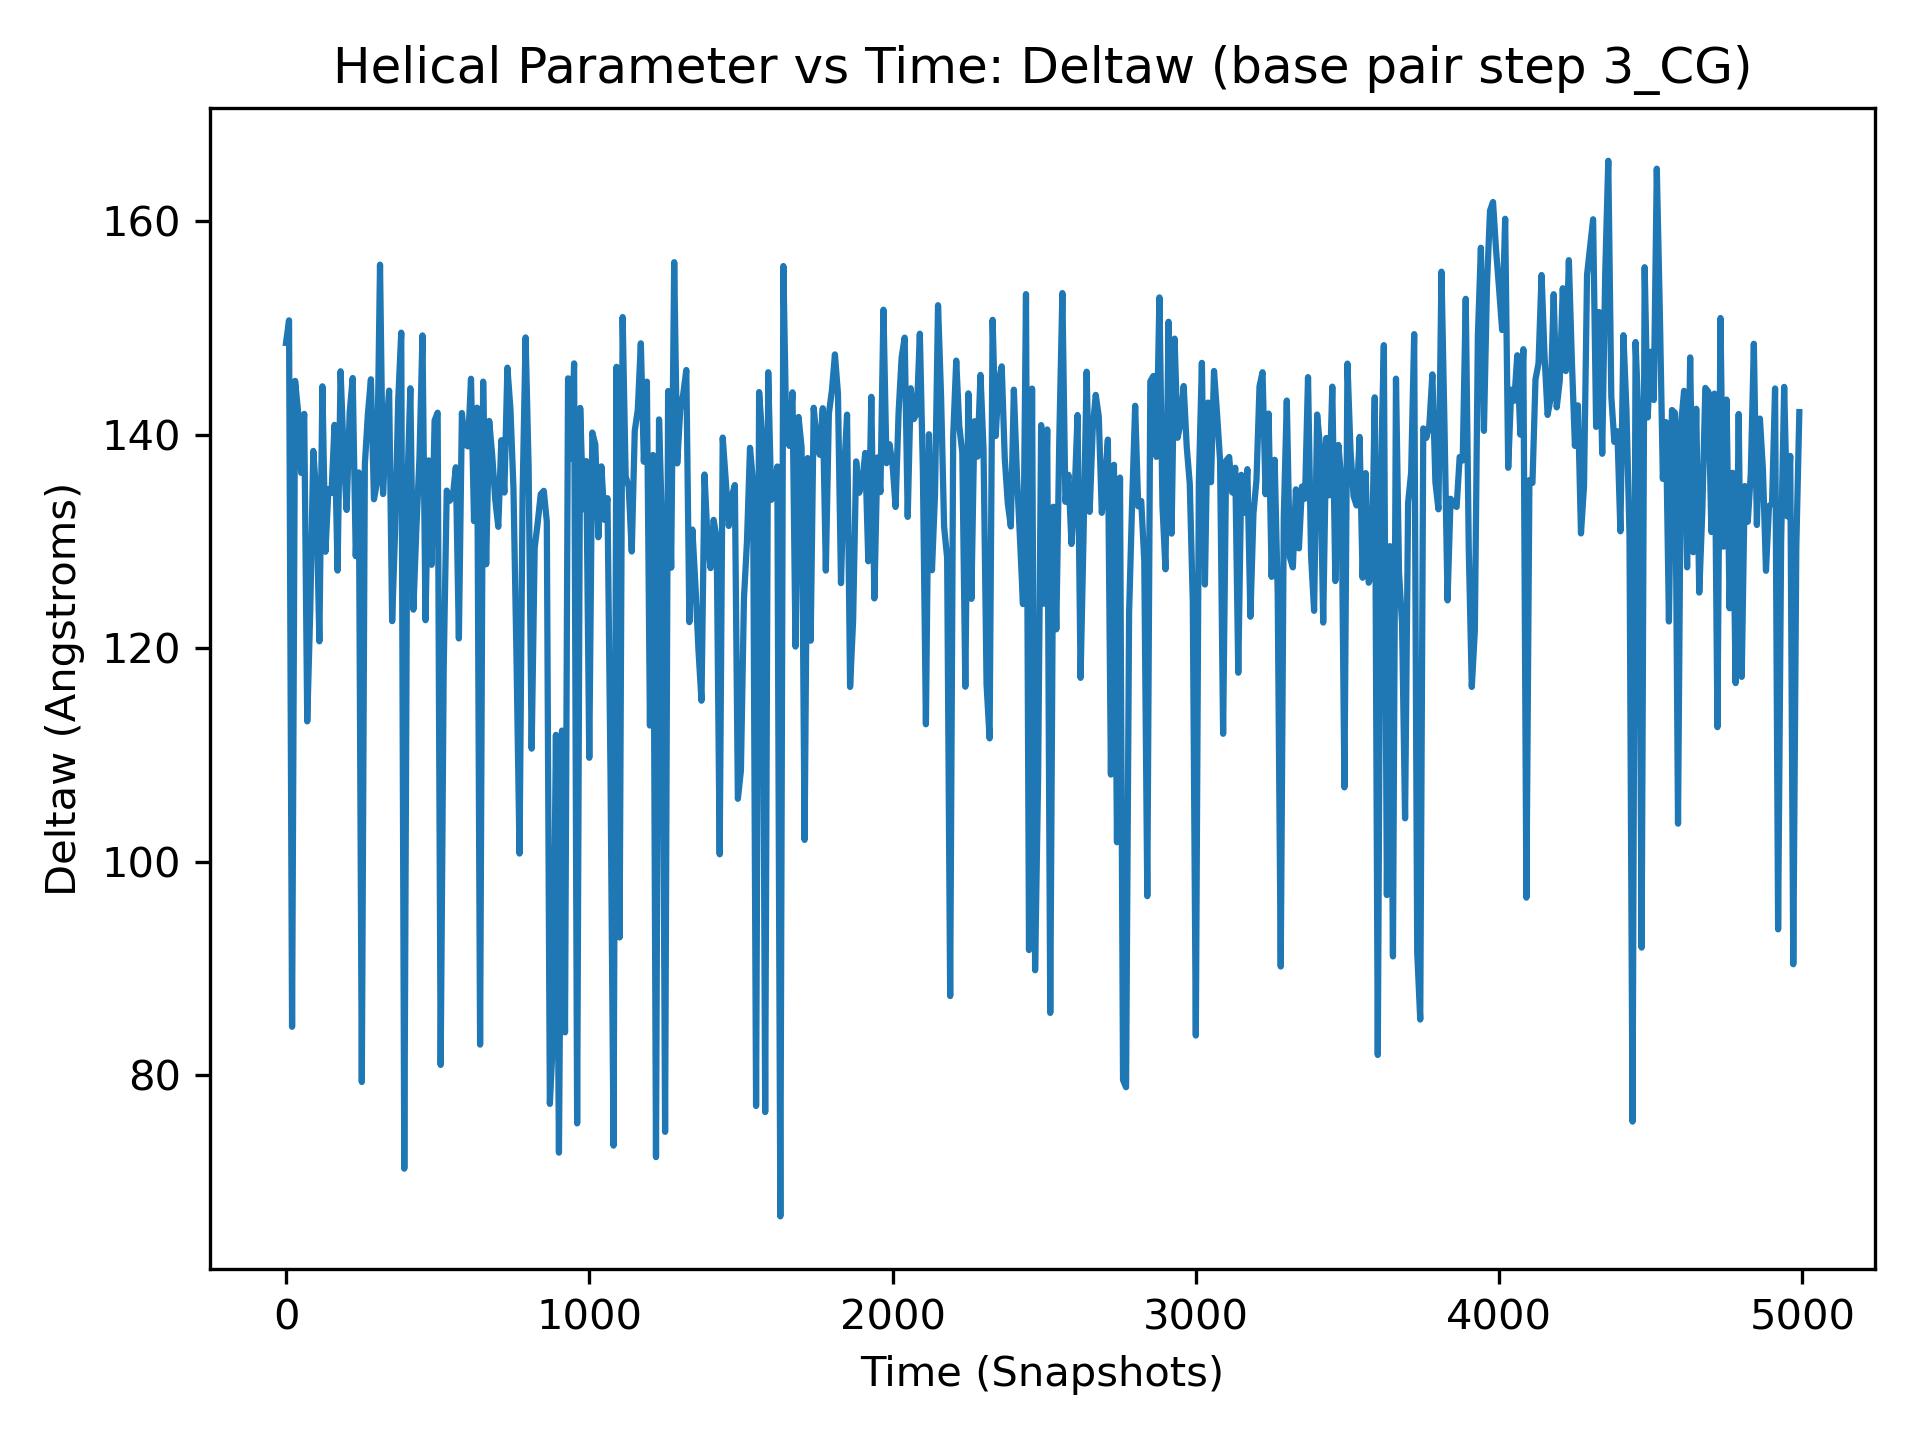 Helical Parameter vs Time: Deltaw (base pair step 3_CG)
Deltaw (Angstroms)
160
140
120
100
80
0 1000 2000 3000 4000 5000
Time (Snapshots)